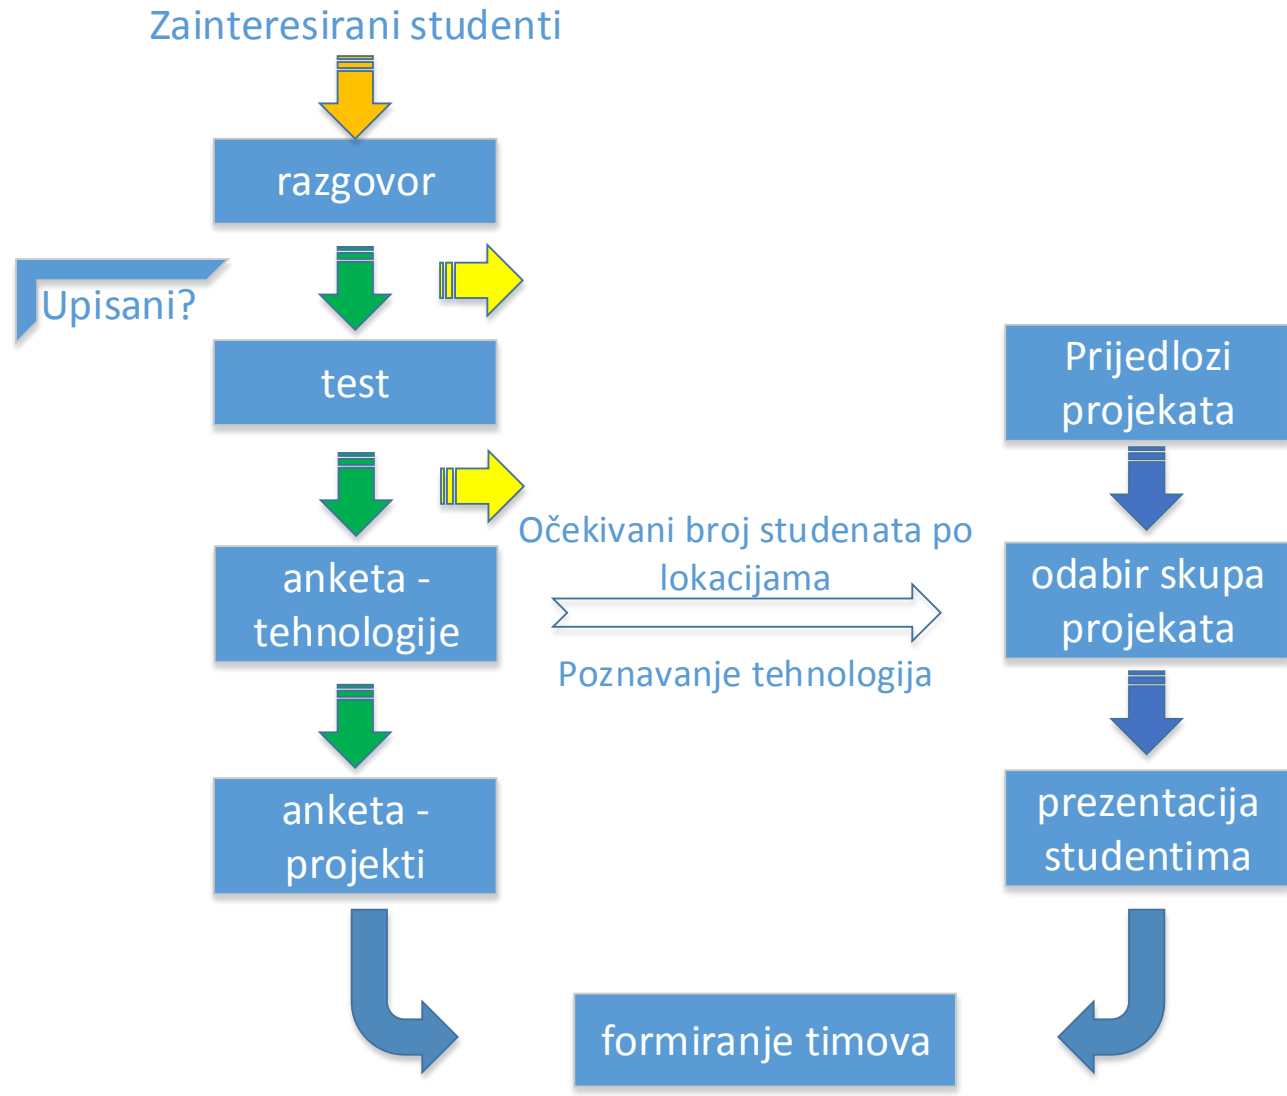 Zainteresirani studenti
razgovor
Upisani?
test
anketa -
tehnologije
anketa -
projekti
Očekivani broj studenata po
lokacijama
Poznavanje tehnologija
Prijedlozi
projekata
odabir skupa
projekata
prezentacija
studentima
formiranje timova